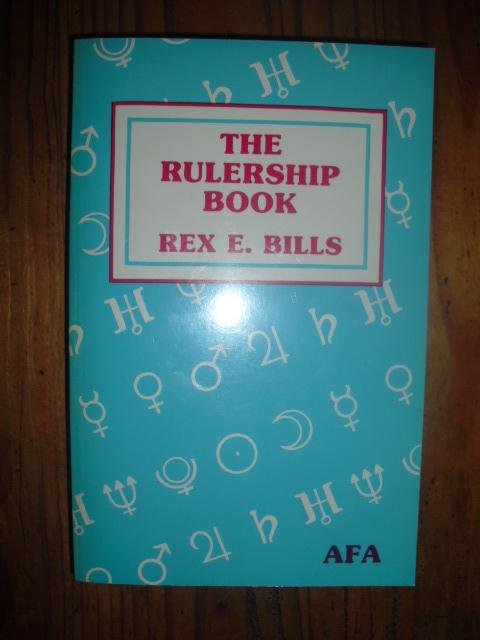 THE
RULERSHIP
BOOK
REX E. BILLS
AFA